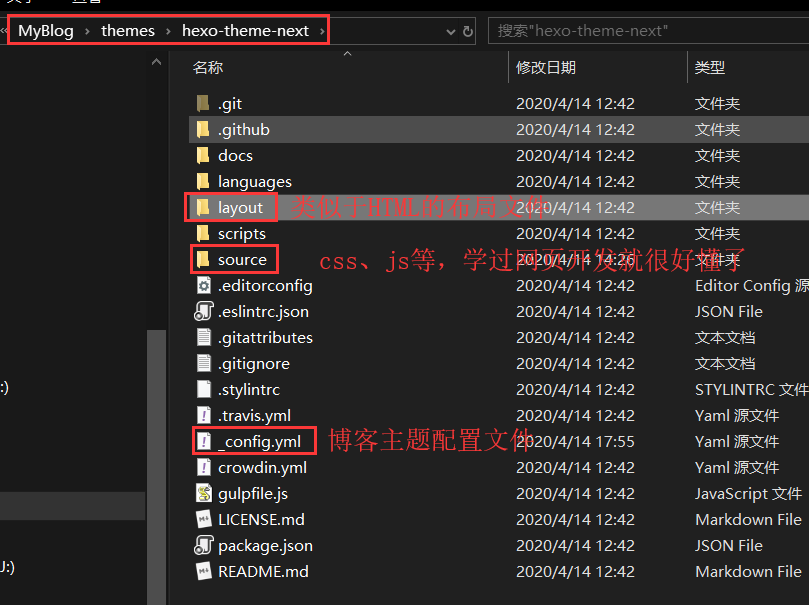 MyBlog › themes › hexo-theme-next ›
搜索"hexo-theme-next"
名称 修改日期 类型
.git 2020/4/14 12:42 文件夹
.github 2020/4/14 12:42 文件夹
docs 2020/4/14 12:42 文件夹
languages 2020/4/14 12:42 文件夹
layout 类似于HTML的布局文件 2020/4/14 12:42 文件夹
scripts 2020/4/14 12:42 文件夹
source css、js等，学过网页开发就很好懂了 2020/4/14 14:26 文件夹
.editorconfig 2020/4/14 12:42 Editor Config 源
.eslintrc.json 2020/4/14 12:42 JSON File
.gitattributes 2020/4/14 12:42 文本文档
.gitignore 2020/4/14 12:42 文本文档
.stylintrc 2020/4/14 12:42 STYLINTRC 文件
.travis.yml 2020/4/14 12:42 Yaml 源文件
_config.yml 博客主题配置文件 2020/4/14 17:55 Yaml 源文件
crowdin.yml 2020/4/14 12:42 Yaml 源文件
gulpfile.js 2020/4/14 12:42 JavaScript 文件
LICENSE.md 2020/4/14 12:42 Markdown File
package.json 2020/4/14 12:42 JSON File
README.md 2020/4/14 12:42 Markdown File
:)
J:)